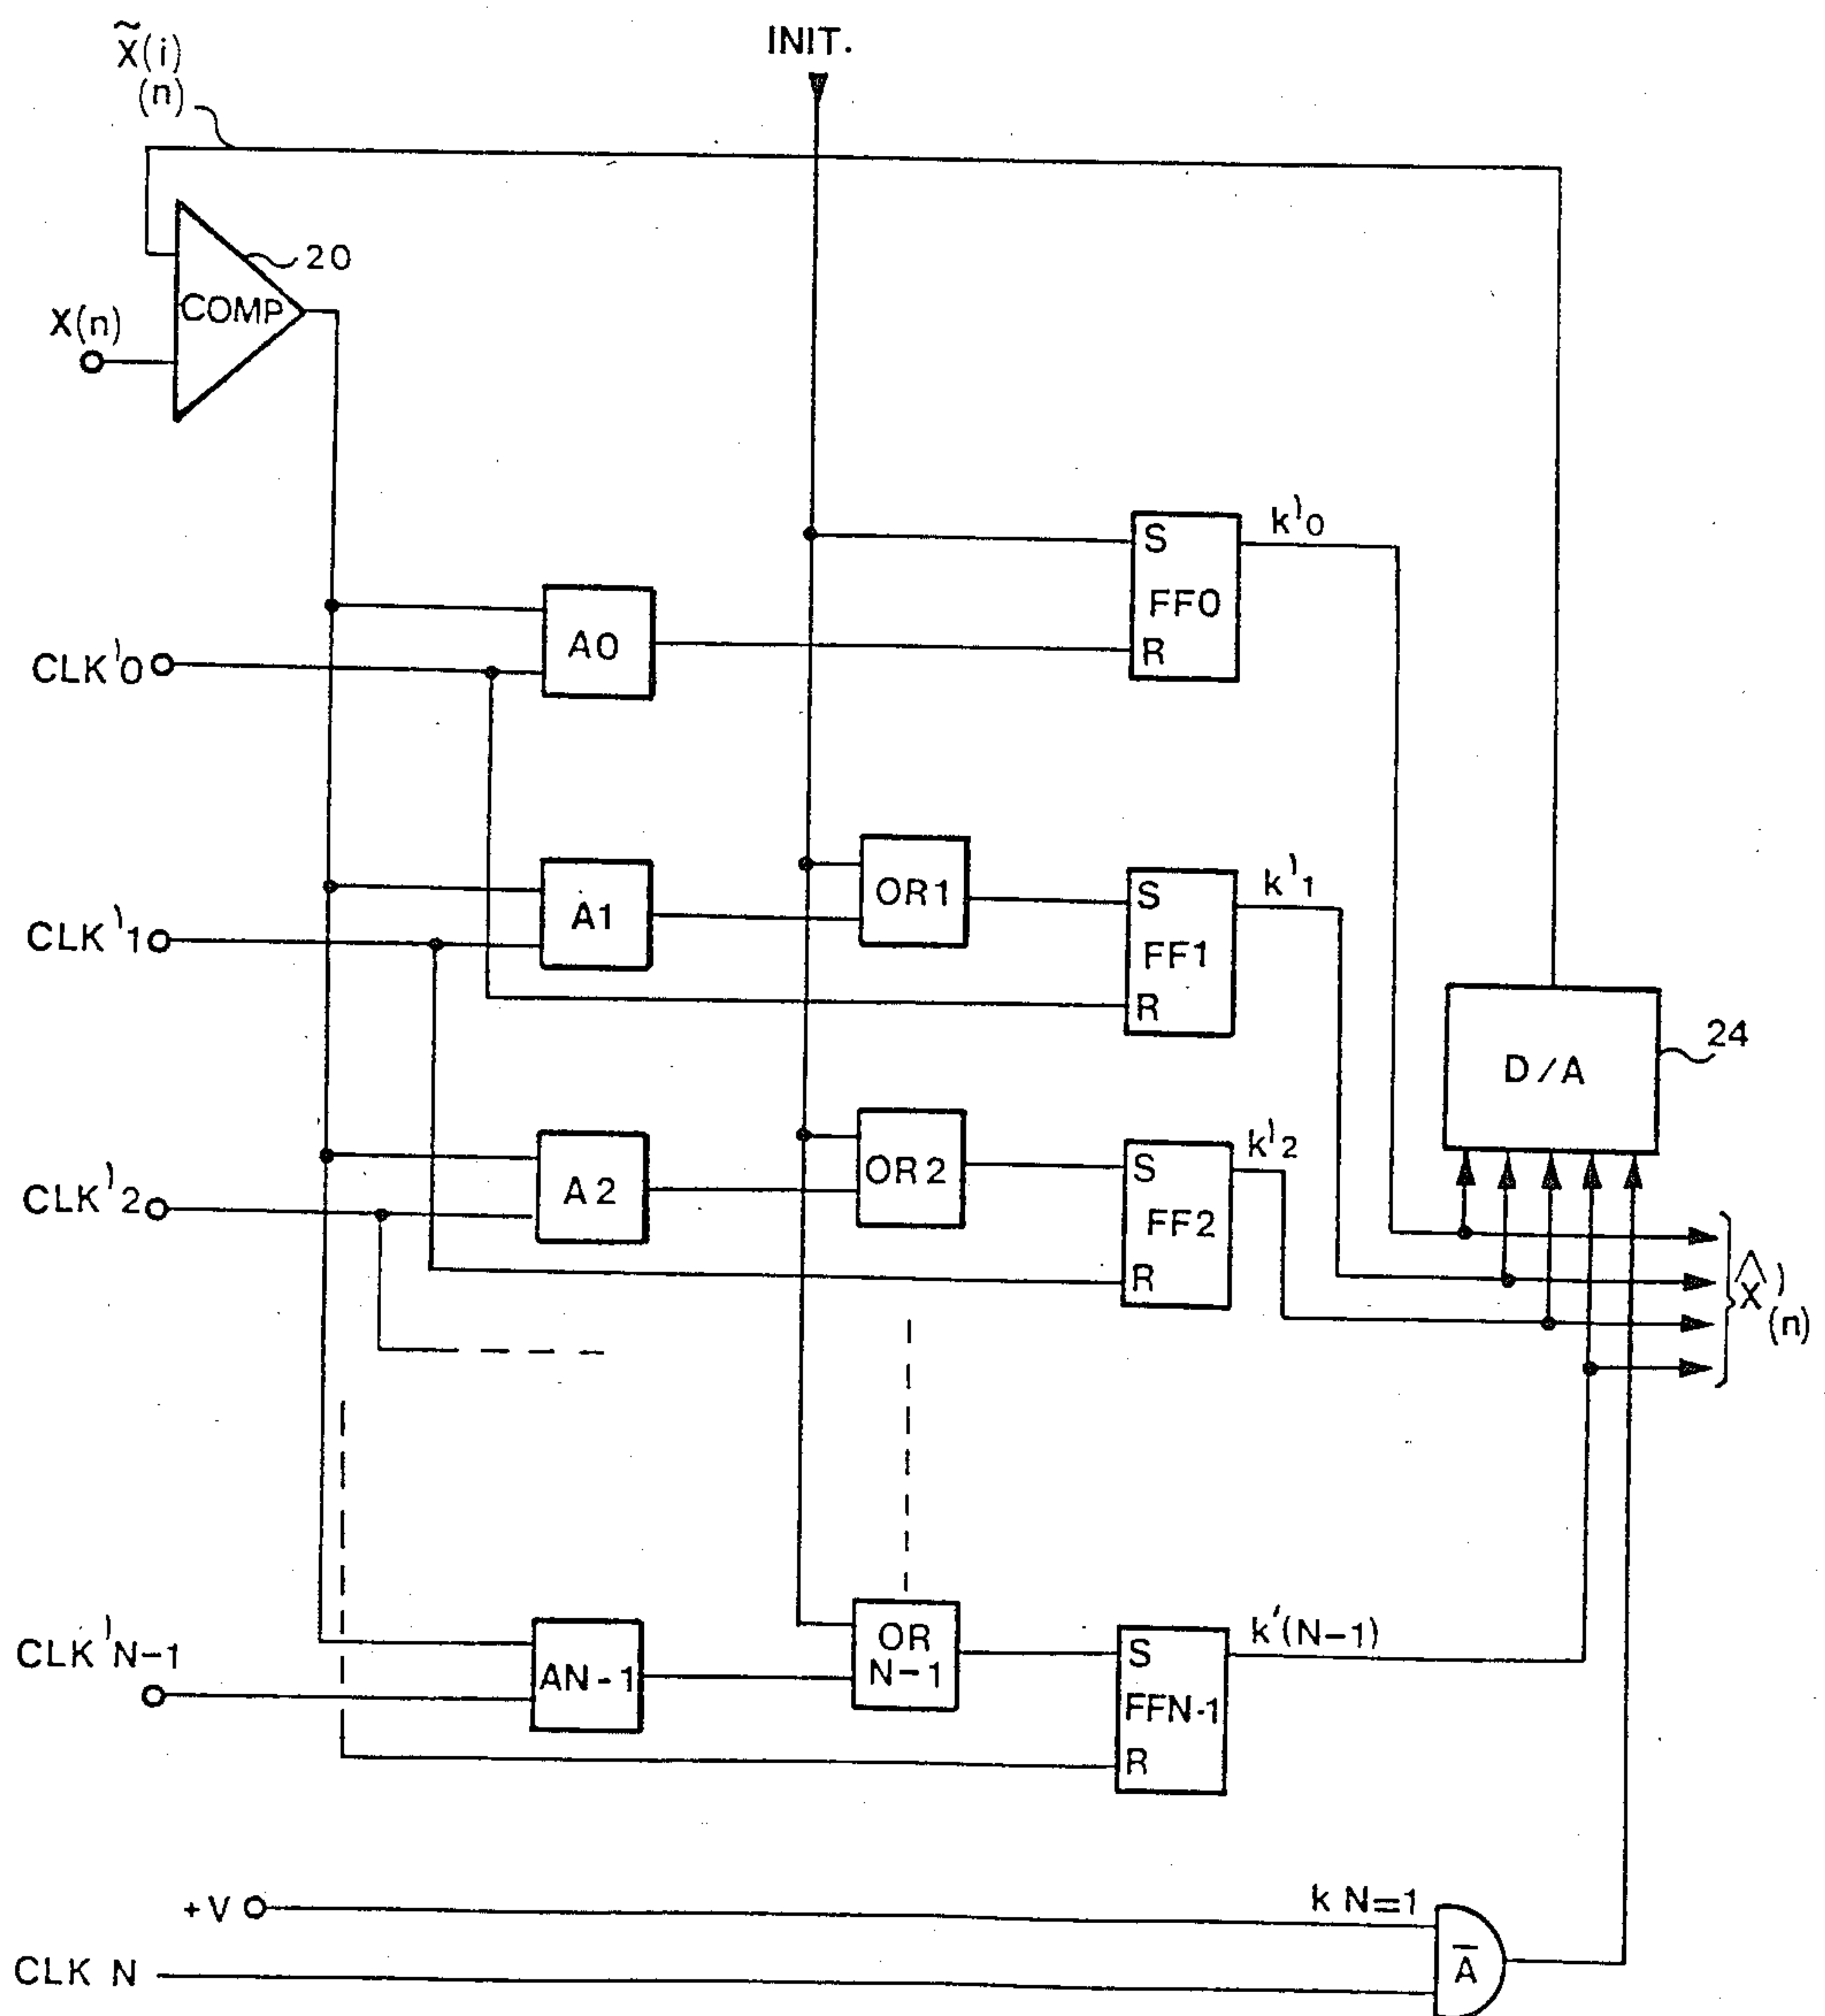 X̃(i)
(n)
INIT.
20
COMP
X(n)
k'0
S
FF0
R
A0
CLK'0
k'1
OR1
S
A1
CLK'1
FF1
R
24
D/A
k'2
OR2
S
A2
CLK'2
FF2
R
X̂'
(n)
k'(N-1)
OR
N-1
S
CLK'N-1
AN-1
FFN-1
R
+V
k N=1
CLK N
Ā